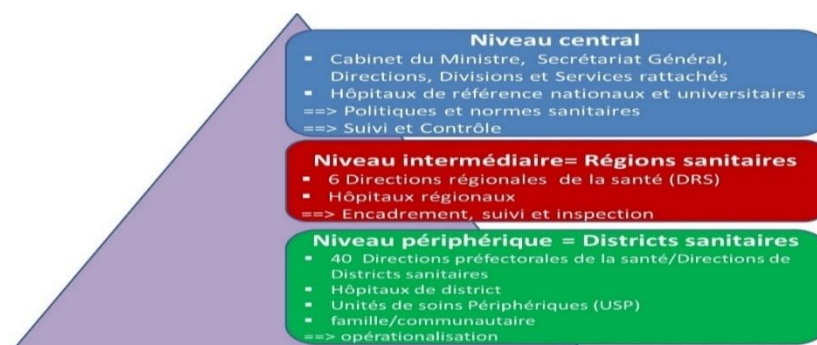 Niveau central
▪ Cabinet du Ministre, Secrétariat Général,
Directions, Divisions et Services rattachés
▪ Hôpitaux de référence nationaux et universitaires
==> Politiques et normes sanitaires
==> Suivi et Contrôle
Niveau intermédiaire= Régions sanitaires
▪ 6 Directions régionales de la santé (DRS)
▪ Hôpitaux régionaux
==> Encadrement, suivi et inspection
Niveau périphérique = Districts sanitaires
▪ 40 Directions préfectorales de la santé/Directions de
Districts sanitaires
▪ Hôpitaux de district
▪ Unités de soins Périphériques (USP)
▪ famille/communautaire
==> opérationalisation